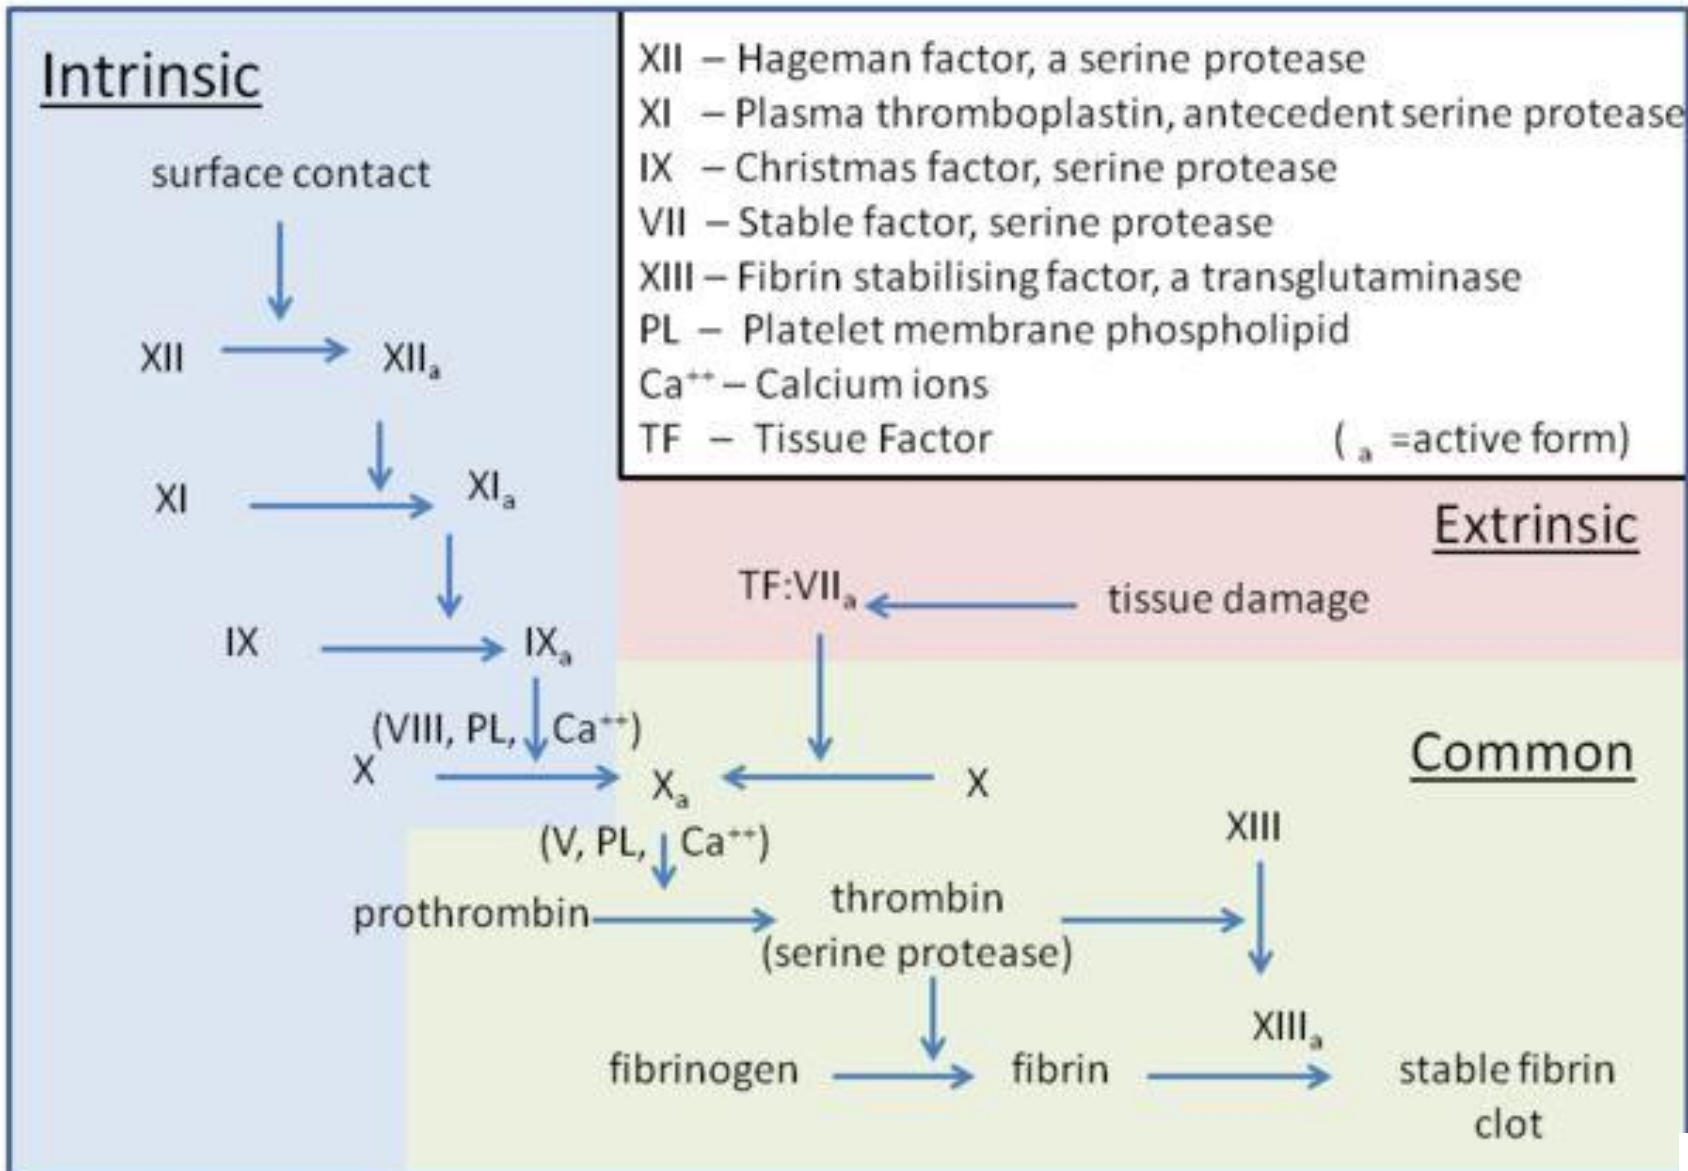 Intrinsic
surface contact
XII
XIIₐ
XI
XIₐ
IX
IXₐ
(VIII, PL, Ca⁺⁺)
X
XII – Hageman factor, a serine protease
XI – Plasma thromboplastin, antecedent serine protease
IX – Christmas factor, serine protease
VII – Stable factor, serine protease
XIII – Fibrin stabilising factor, a transglutaminase
PL – Platelet membrane phospholipid
Ca⁺⁺ – Calcium ions
TF – Tissue Factor ( ₐ =active form)
Extrinsic
TF:VIIₐ
tissue damage
Common
Xₐ
X
(V, PL, Ca⁺⁺)
XIII
prothrombin
thrombin
(serine protease)
XIIIₐ
fibrinogen
fibrin
stable fibrin
clot